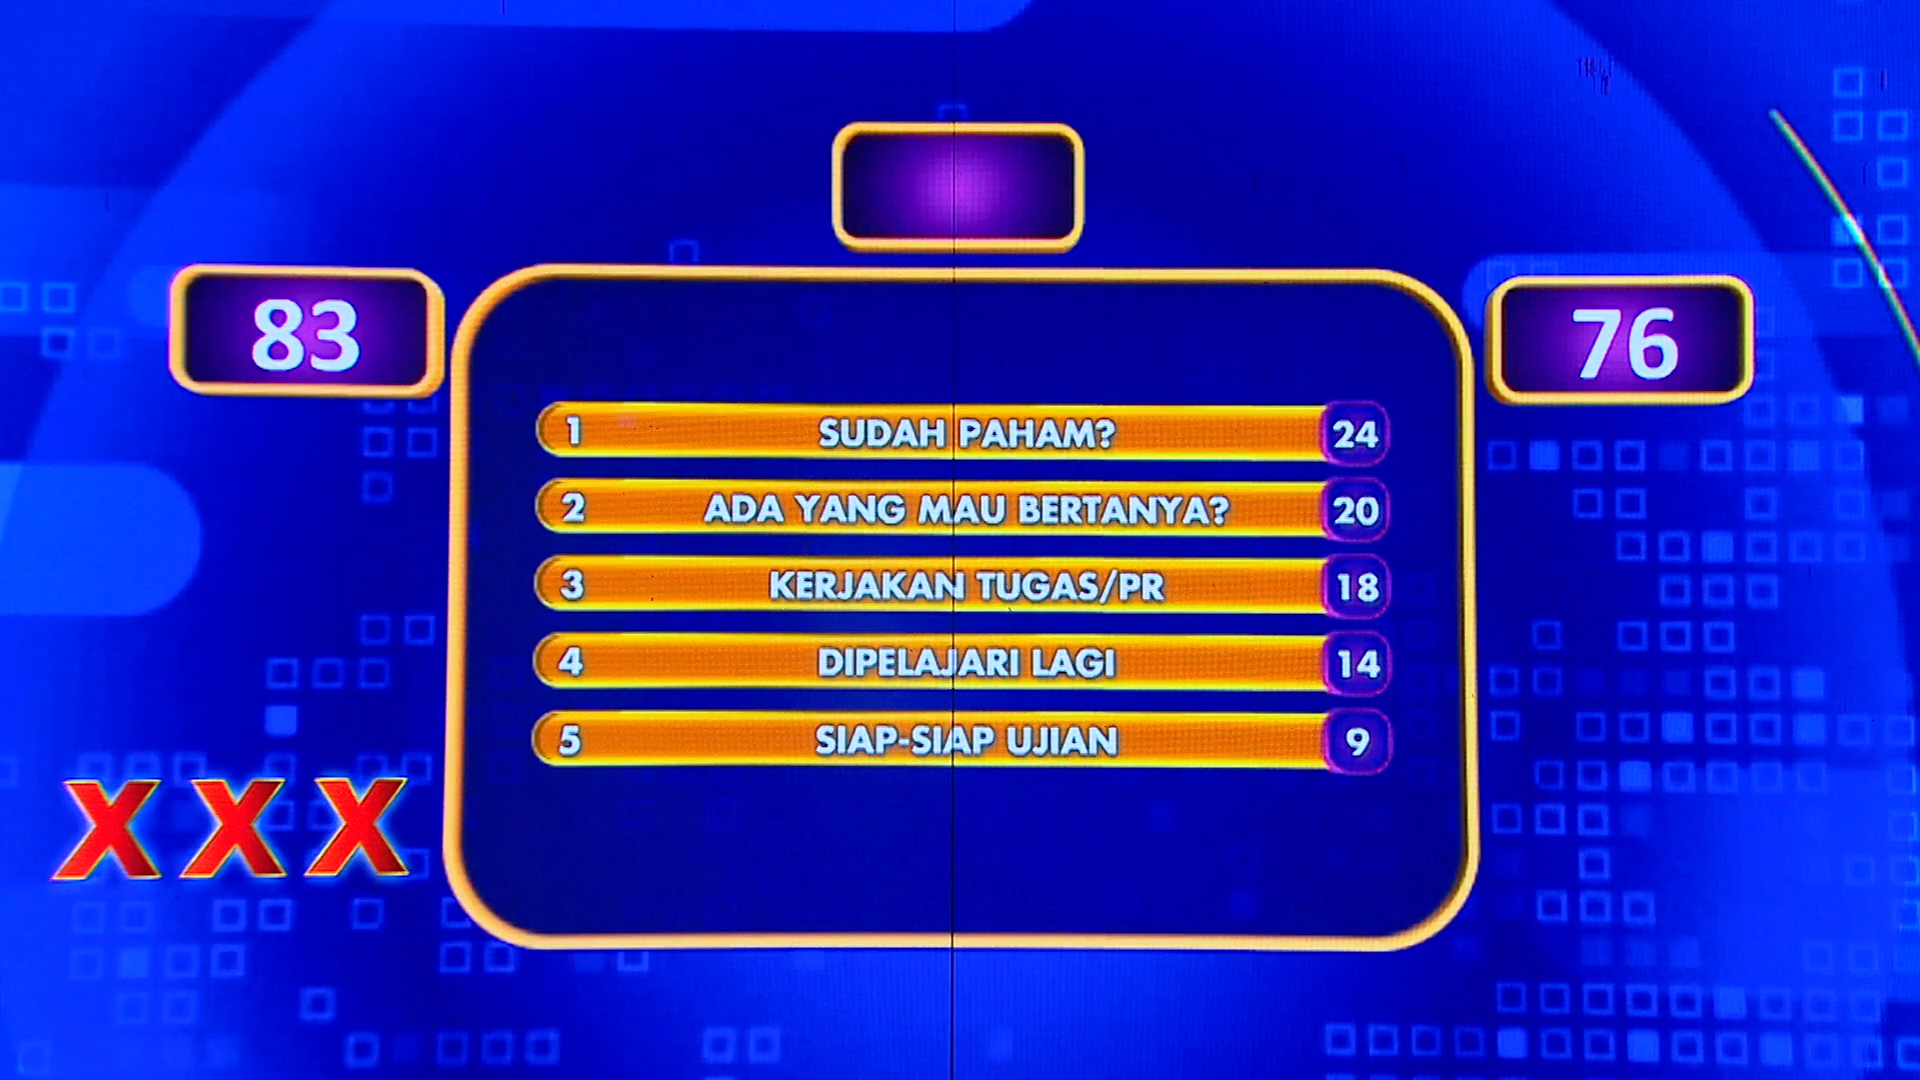 83
76
1 SUDAH PAHAM? 24
2 ADA YANG MAU BERTANYA? 20
3 KERJAKAN TUGAS/PR 18
4 DIPELAJARI LAGI 14
5 SIAP-SIAP UJIAN 9
X X X